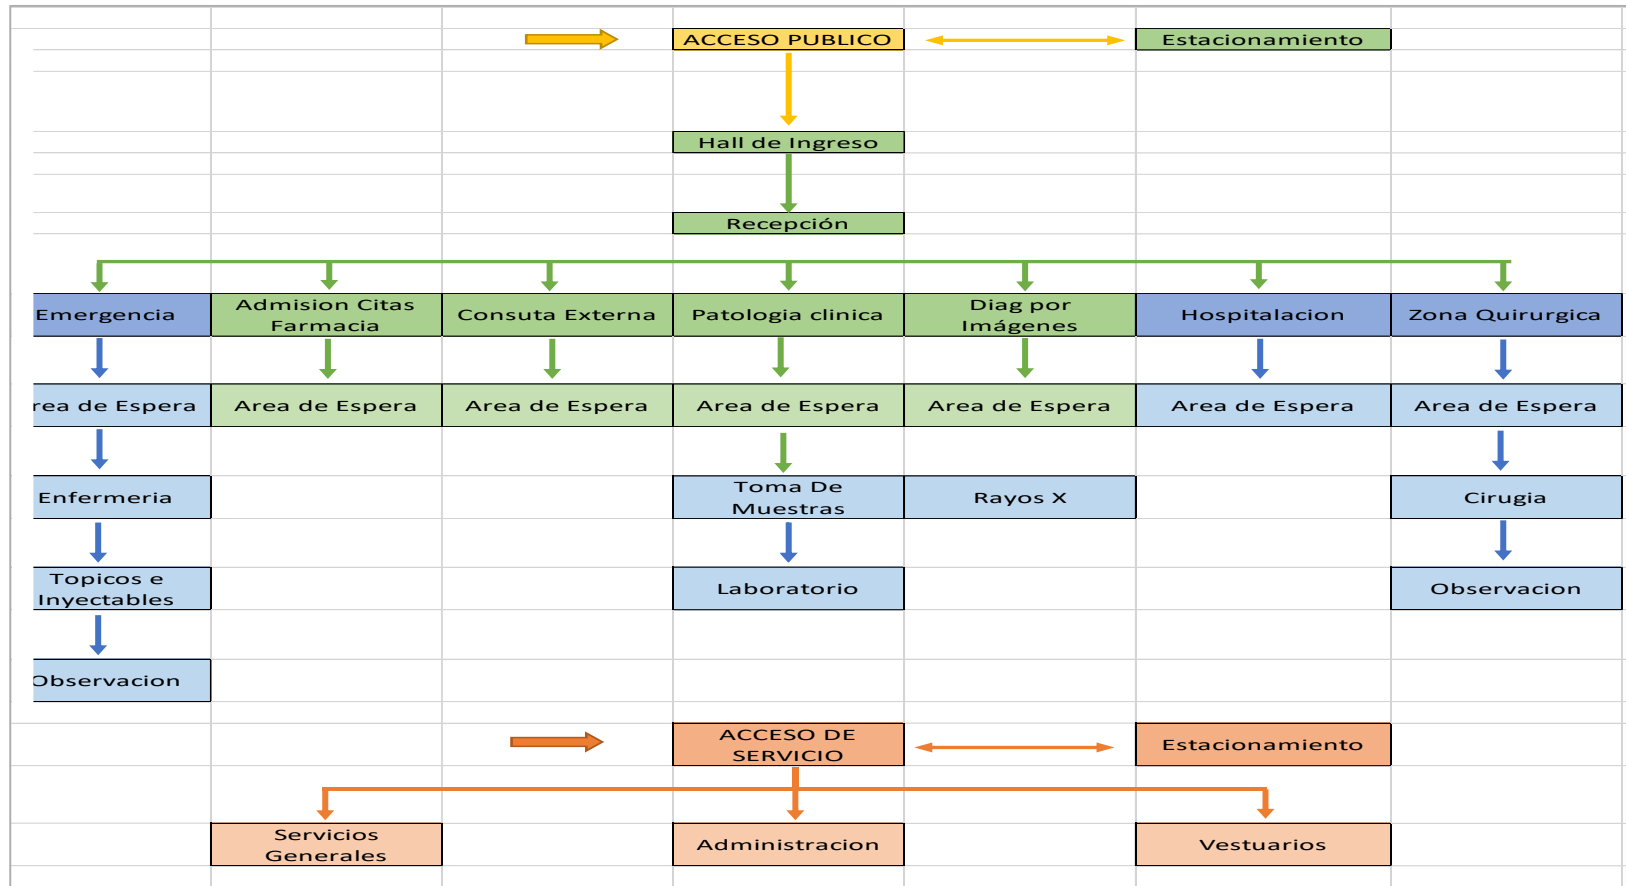 ACCESO PUBLICO
Estacionamiento
Hall de Ingreso
Recepción
Emergencia
Admision Citas
Farmacia
Consuta Externa
Patologia clinica
Diag por
Imágenes
Hospitalacion
Zona Quirurgica
rea de Espera
Area de Espera
Area de Espera
Area de Espera
Area de Espera
Area de Espera
Area de Espera
Enfermeria
Toma De
Muestras
Rayos X
Cirugia
Topicos e
Inyectables
Laboratorio
Observacion
Observacion
ACCESO DE
SERVICIO
Estacionamiento
Servicios
Generales
Administracion
Vestuarios